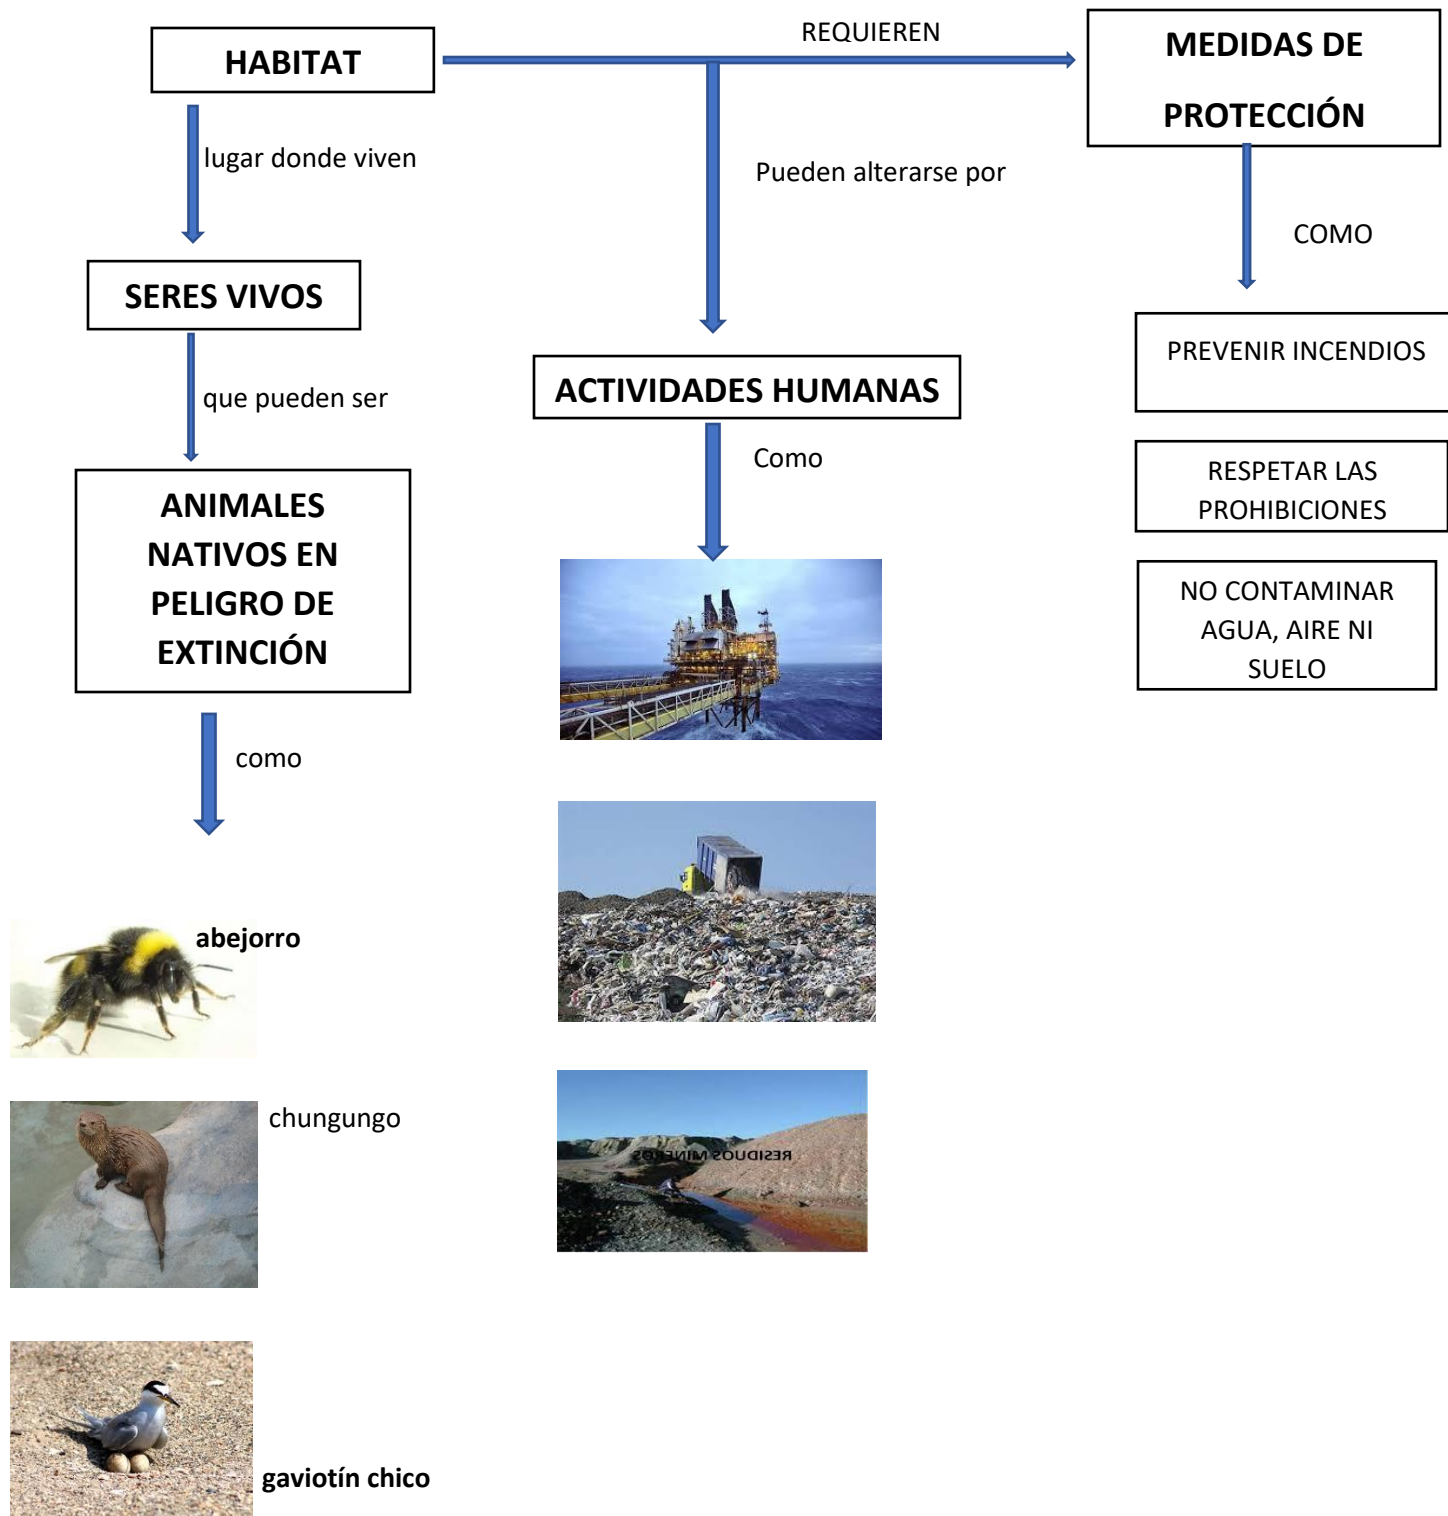 HABITAT
REQUIEREN
MEDIDAS DE
PROTECCIÓN
lugar donde viven
Pueden alterarse por
COMO
SERES VIVOS
PREVENIR INCENDIOS
que pueden ser
ACTIVIDADES HUMANAS
Como
RESPETAR LAS
PROHIBICIONES
ANIMALES
NATIVOS EN
PELIGRO DE
EXTINCIÓN
NO CONTAMINAR
AGUA, AIRE NI
SUELO
como
abejorro
chungungo
RESIDUOS MINEROS
gaviotín chico